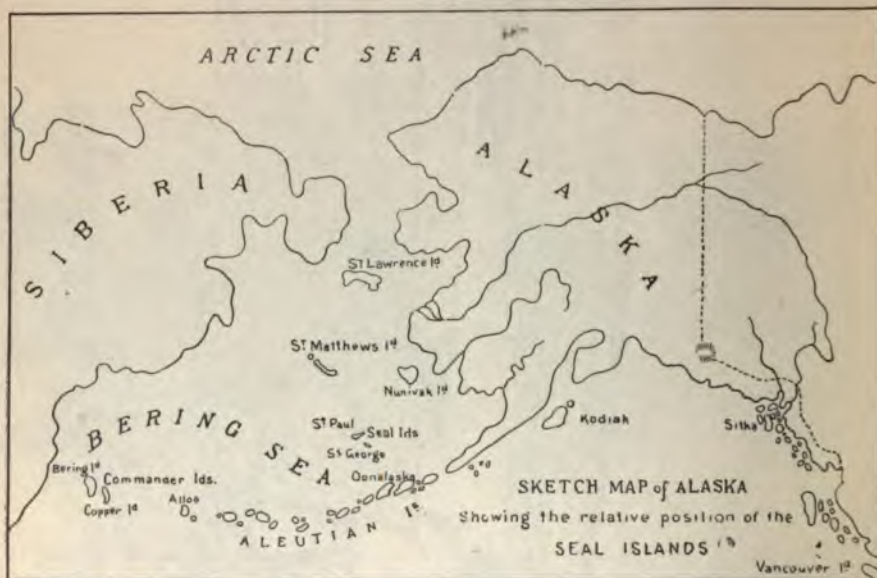 ARCTIC SEA
ALASKA
SIBERIA
ST Lawrence Id
ST Matthews Id
Nunivak Id
BERING SEA
ST Paul
Seal Ids
St George
Oonalaska
Kodiak
Sitka
Bering Id
Commander Ids.
Copper Id
ALEUTIAN Is.
SKETCH MAP of ALASKA
Showing the relative position of the
SEAL ISLANDS
Vancouver Id